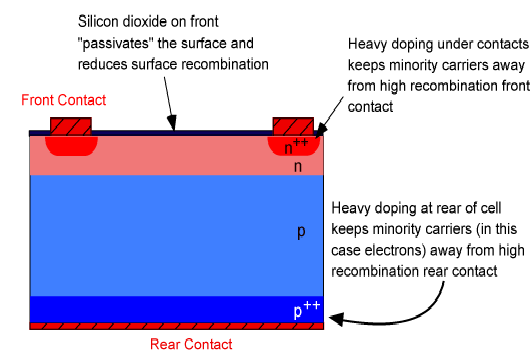 Silicon dioxide on front
"passivates" the surface and
reduces surface recombination
Heavy doping under contacts
keeps minority carriers away
from high recombination front
contact
Front Contact
n++
n
p
Heavy doping at rear of cell
keeps minority carriers (in this
case electrons) away from high
recombination rear contact
p++
Rear Contact